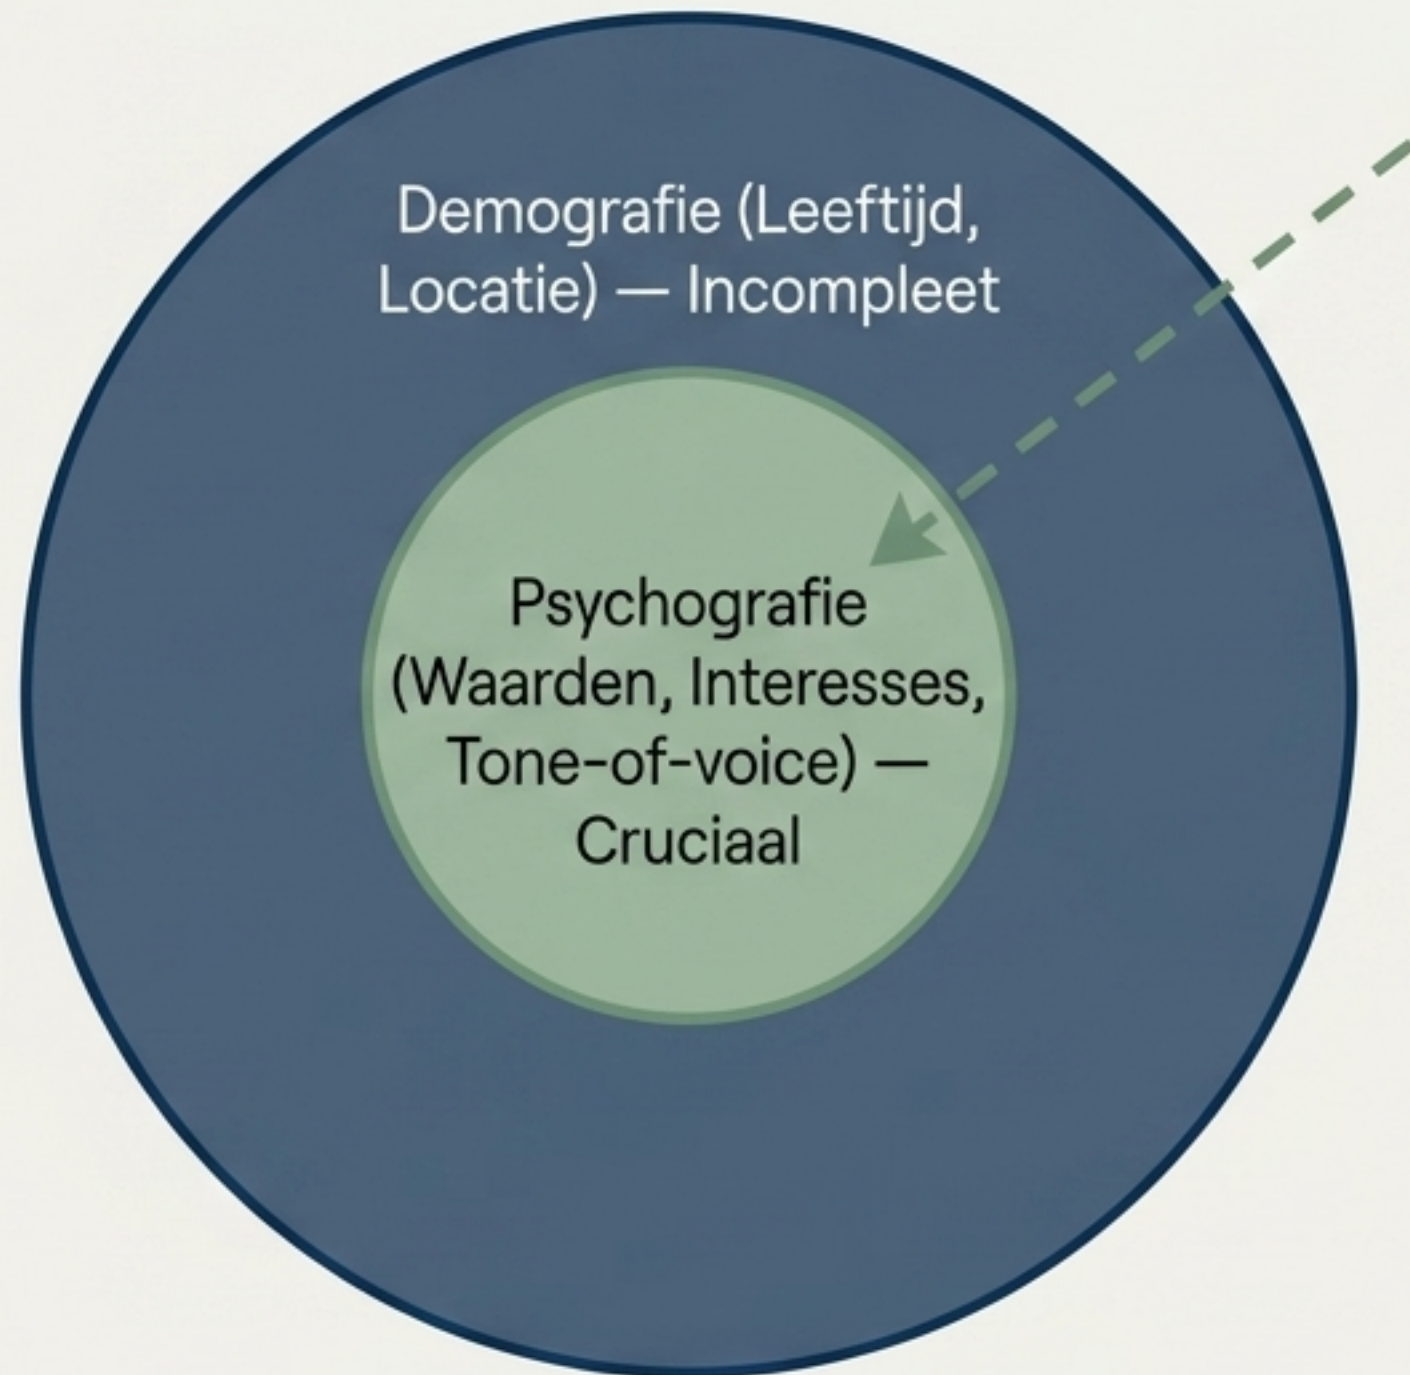 Demografie (Leeftijd,
Locatie) — Incompleet
Psychografie
(Waarden, Interesses,
Tone-of-voice) —
Cruciaal